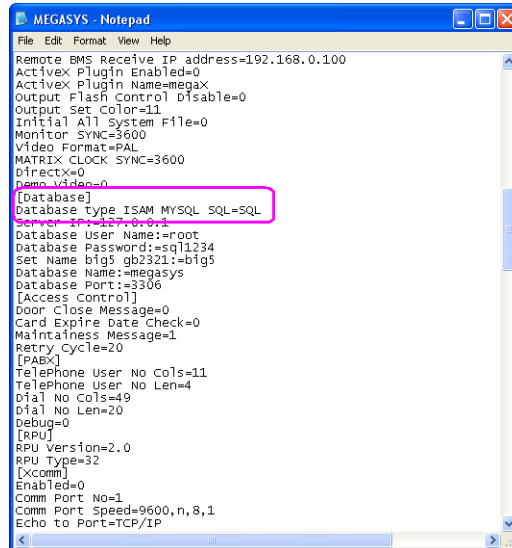 MEGASYS - Notepad
File Edit Format View Help
Remote BMS Receive IP address=192.168.0.100
ActiveX Plugin Enabled=0
ActiveX Plugin Name=megaX
Output Flash Control Disable=0
Output Set Color=11
Initial All System File=0
Monitor SYNC=3600
Video Format=PAL
MATRIX CLOCK SYNC=3600
DirectX=0
Demo Video=0
[Database]
Database type ISAM MYSQL SQL=SQL
Server IP:=127.0.0.1
Database User Name:=root
Database Password:=sql1234
Set Name big5 gb2321:=big5
Database Name:=megasys
Database Port:=3306
[Access Control]
Door Close Message=0
Card Expire Date Check=0
Maintainess Message=1
Retry Cycle=20
[PABX]
TelePhone User No Cols=11
TelePhone User No Len=4
Dial No Cols=49
Dial No Len=20
Debug=0
[RPU]
RPU Version=2.0
RPU Type=32
[Xcomm]
Enabled=0
Comm Port No=1
Comm Port Speed=9600,n,8,1
Echo to Port=TCP/IP